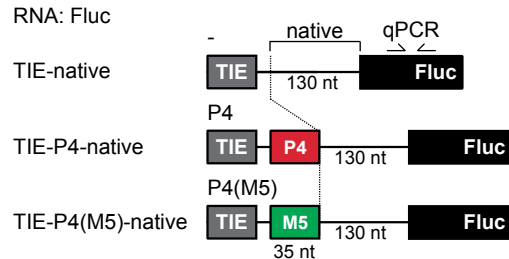 RNA: Fluc
- native qPCR
TIE-native TIE Fluc
130 nt
P4
TIE-P4-native TIE P4 Fluc
130 nt
P4(M5)
TIE-P4(M5)-native TIE M5 Fluc
130 nt
35 nt